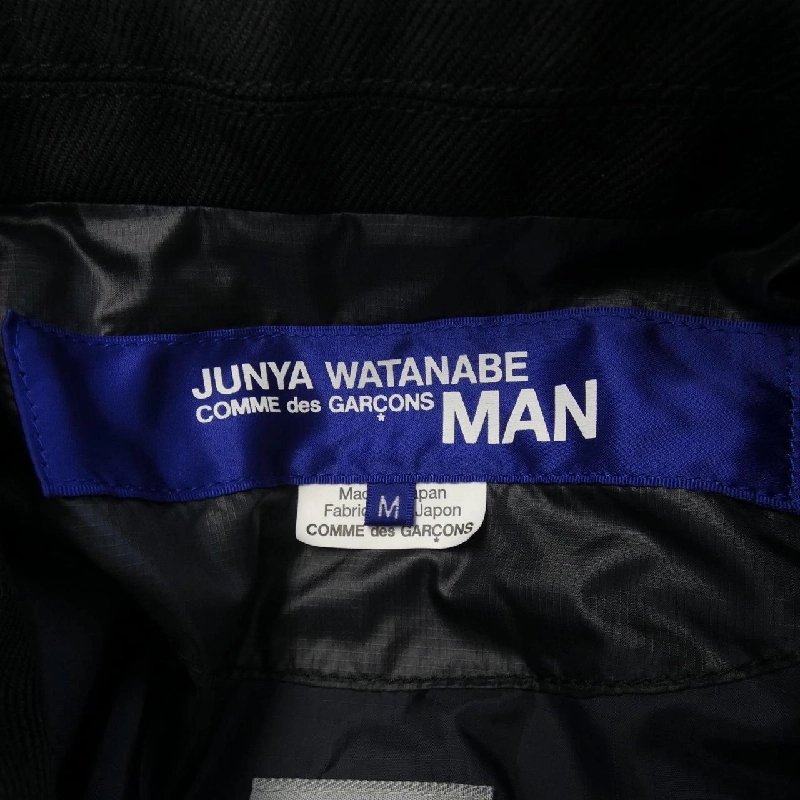 JUNYA WATANABE
COMME des GARÇONS MAN
M
Japon
COMME des GARÇONS